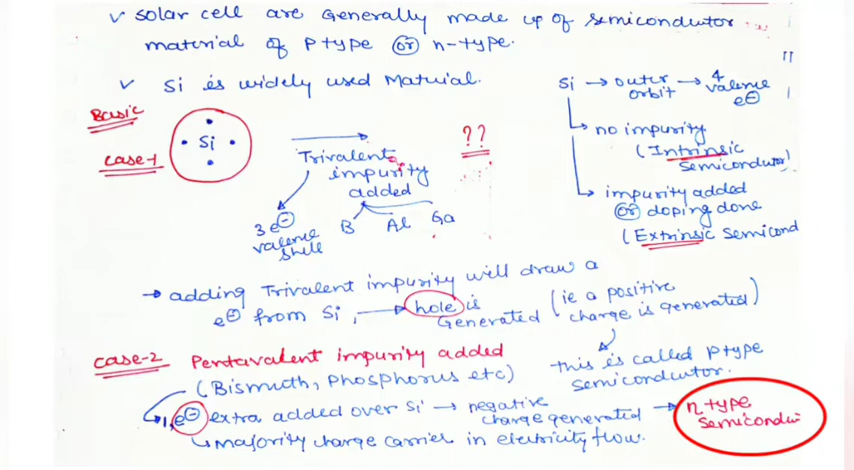 ✓ solar cell are Generally made up of semicondutor
material of P type (or) n-type.
✓ Si is widely used Material.
Basic
Case-1
Si
Trivalent
impurity
added
??
3 e⊖
valence
shell
B Al Ga
Si → outer orbit → 4 valence e⊖
↳ no impurity
(Intrinsic
semicondutor)
↳ impurity added
(or) doping done
(Extrinsic semicond
→ adding Trivalent impurity will draw a
e⊖ from Si, → hole is Generated (ie a positive charge is generated)
this is called P type
semicondutor.
Case-2 Pentavalent impurity added
(Bismuth, Phosphorus etc)
↳ 1, e⊖ extra added over Si → negative charge generated → n type semicondu
↳ majority charge carrier in electricity flow.